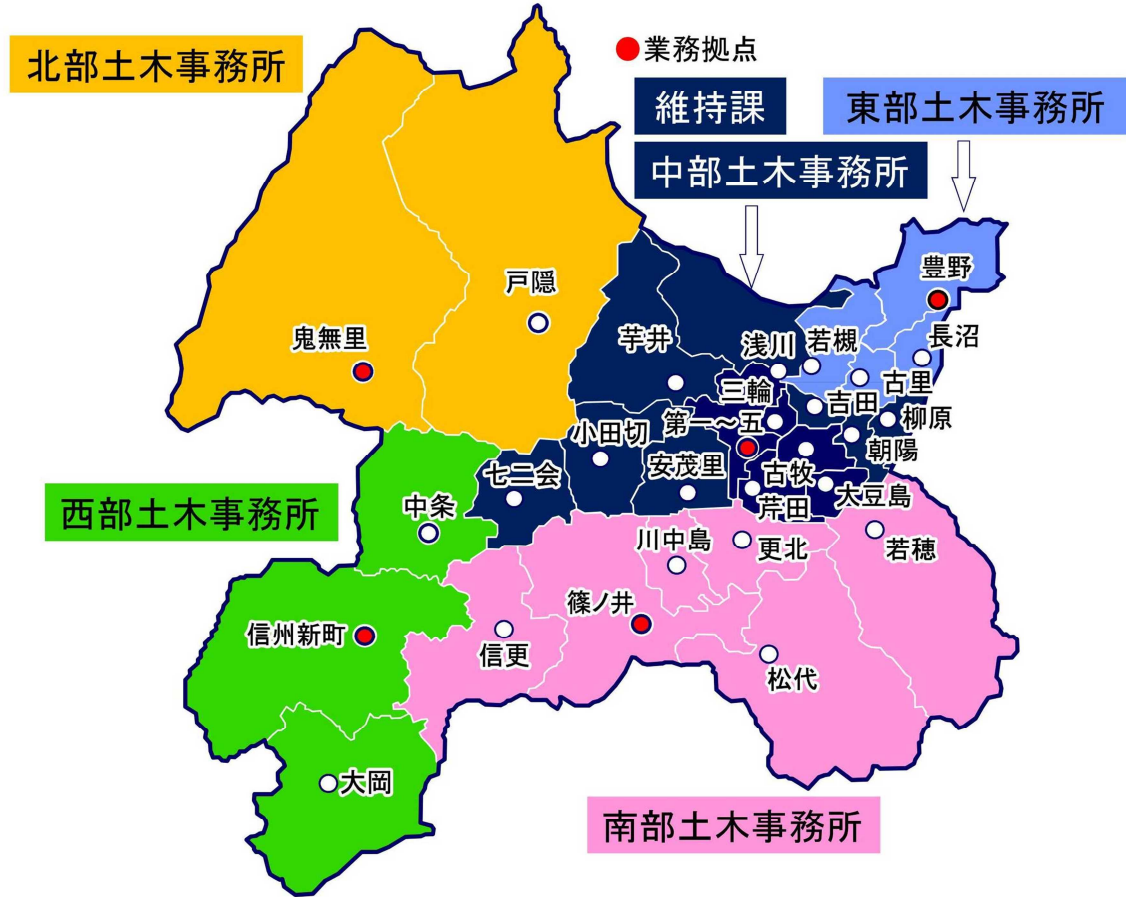 北部土木事務所
業務拠点
維持課
東部土木事務所
中部土木事務所
豊野
戸隠
鬼無里
芋井
浅川
若槻
長沼
三輪
古里
吉田
柳原
第一～五
小田切
朝陽
安茂里
古牧
七二会
大豆島
芹田
西部土木事務所
中条
川中島
更北
若穂
篠ノ井
信州新町
信更
松代
大岡
南部土木事務所